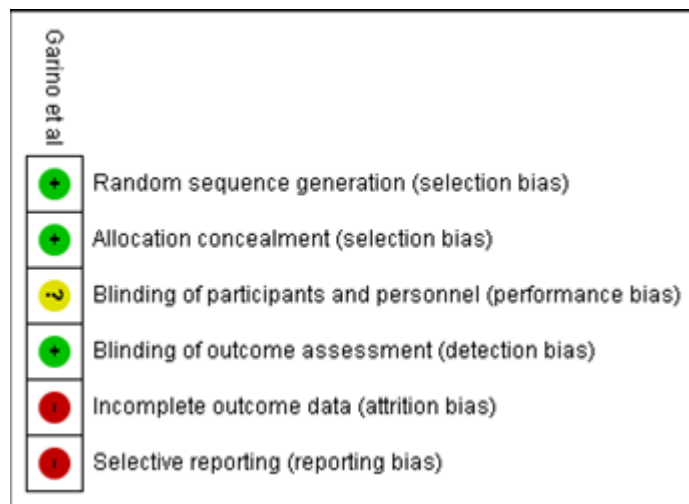 Garino et al
+ Random sequence generation (selection bias)
+ Allocation concealment (selection bias)
? Blinding of participants and personnel (performance bias)
+ Blinding of outcome assessment (detection bias)
- Incomplete outcome data (attrition bias)
- Selective reporting (reporting bias)